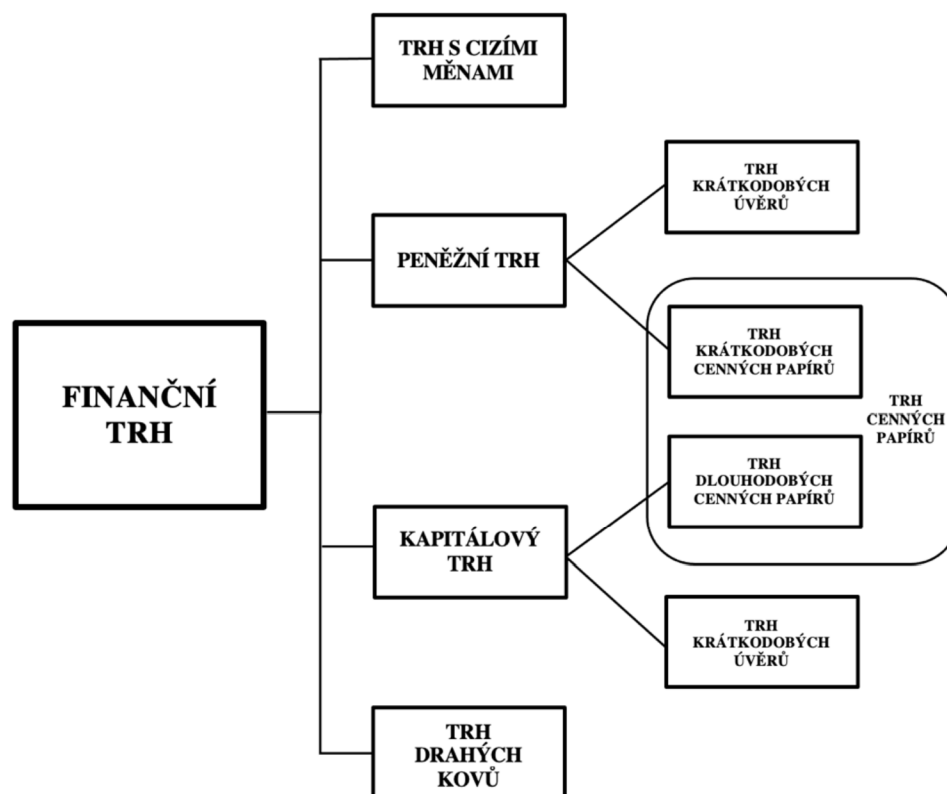 TRH S CIZÍMI
MĚNAMI
TRH
KRÁTKODOBÝCH
ÚVĚRŮ
PENĚŽNÍ TRH
TRH
KRÁTKODOBÝCH
CENNÝCH PAPÍRŮ
FINANČNÍ
TRH
TRH
CENNÝCH
PAPÍRŮ
TRH
DLOUHODOBÝCH
CENNÝCH PAPÍRŮ
KAPITÁLOVÝ
TRH
TRH
KRÁTKODOBÝCH
ÚVĚRŮ
TRH
DRAHÝCH
KOVŮ